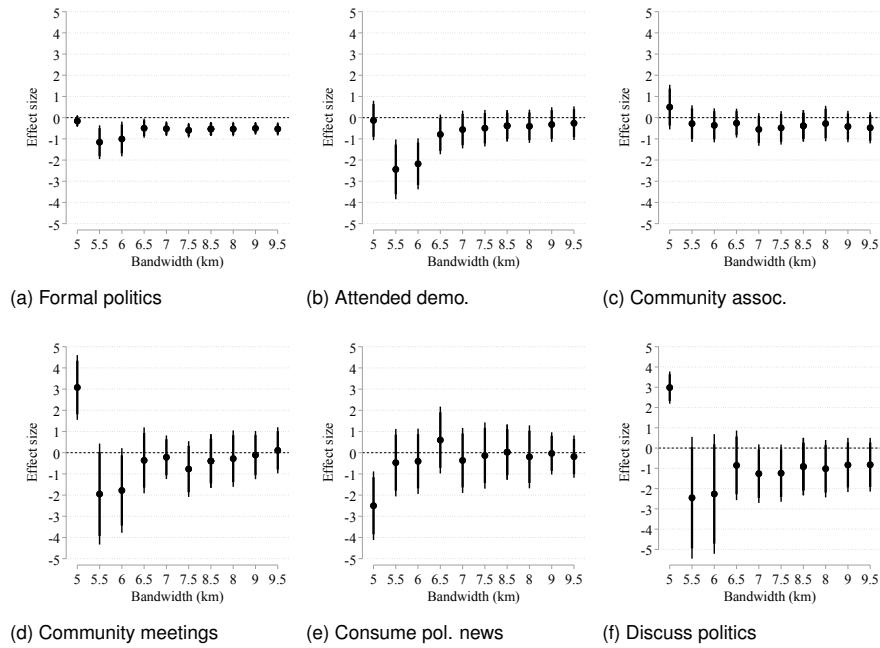 5
4
3
2
1
0
-1
-2
-3
-4
-5
Effect size
5 5.5 6 6.5 7 7.5 8.5 8 9 9.5
Bandwidth (km)
(a) Formal politics
5
4
3
2
1
0
-1
-2
-3
-4
-5
Effect size
5 5.5 6 6.5 7 7.5 8.5 8 9 9.5
Bandwidth (km)
(b) Attended demo.
5
4
3
2
1
0
-1
-2
-3
-4
-5
Effect size
5 5.5 6 6.5 7 7.5 8.5 8 9 9.5
Bandwidth (km)
(c) Community assoc.
5
4
3
2
1
0
-1
-2
-3
-4
-5
Effect size
5 5.5 6 6.5 7 7.5 8.5 8 9 9.5
Bandwidth (km)
(d) Community meetings
5
4
3
2
1
0
-1
-2
-3
-4
-5
Effect size
5 5.5 6 6.5 7 7.5 8.5 8 9 9.5
Bandwidth (km)
(e) Consume pol. news
5
4
3
2
1
0
-1
-2
-3
-4
-5
Effect size
5 5.5 6 6.5 7 7.5 8.5 8 9 9.5
Bandwidth (km)
(f) Discuss politics